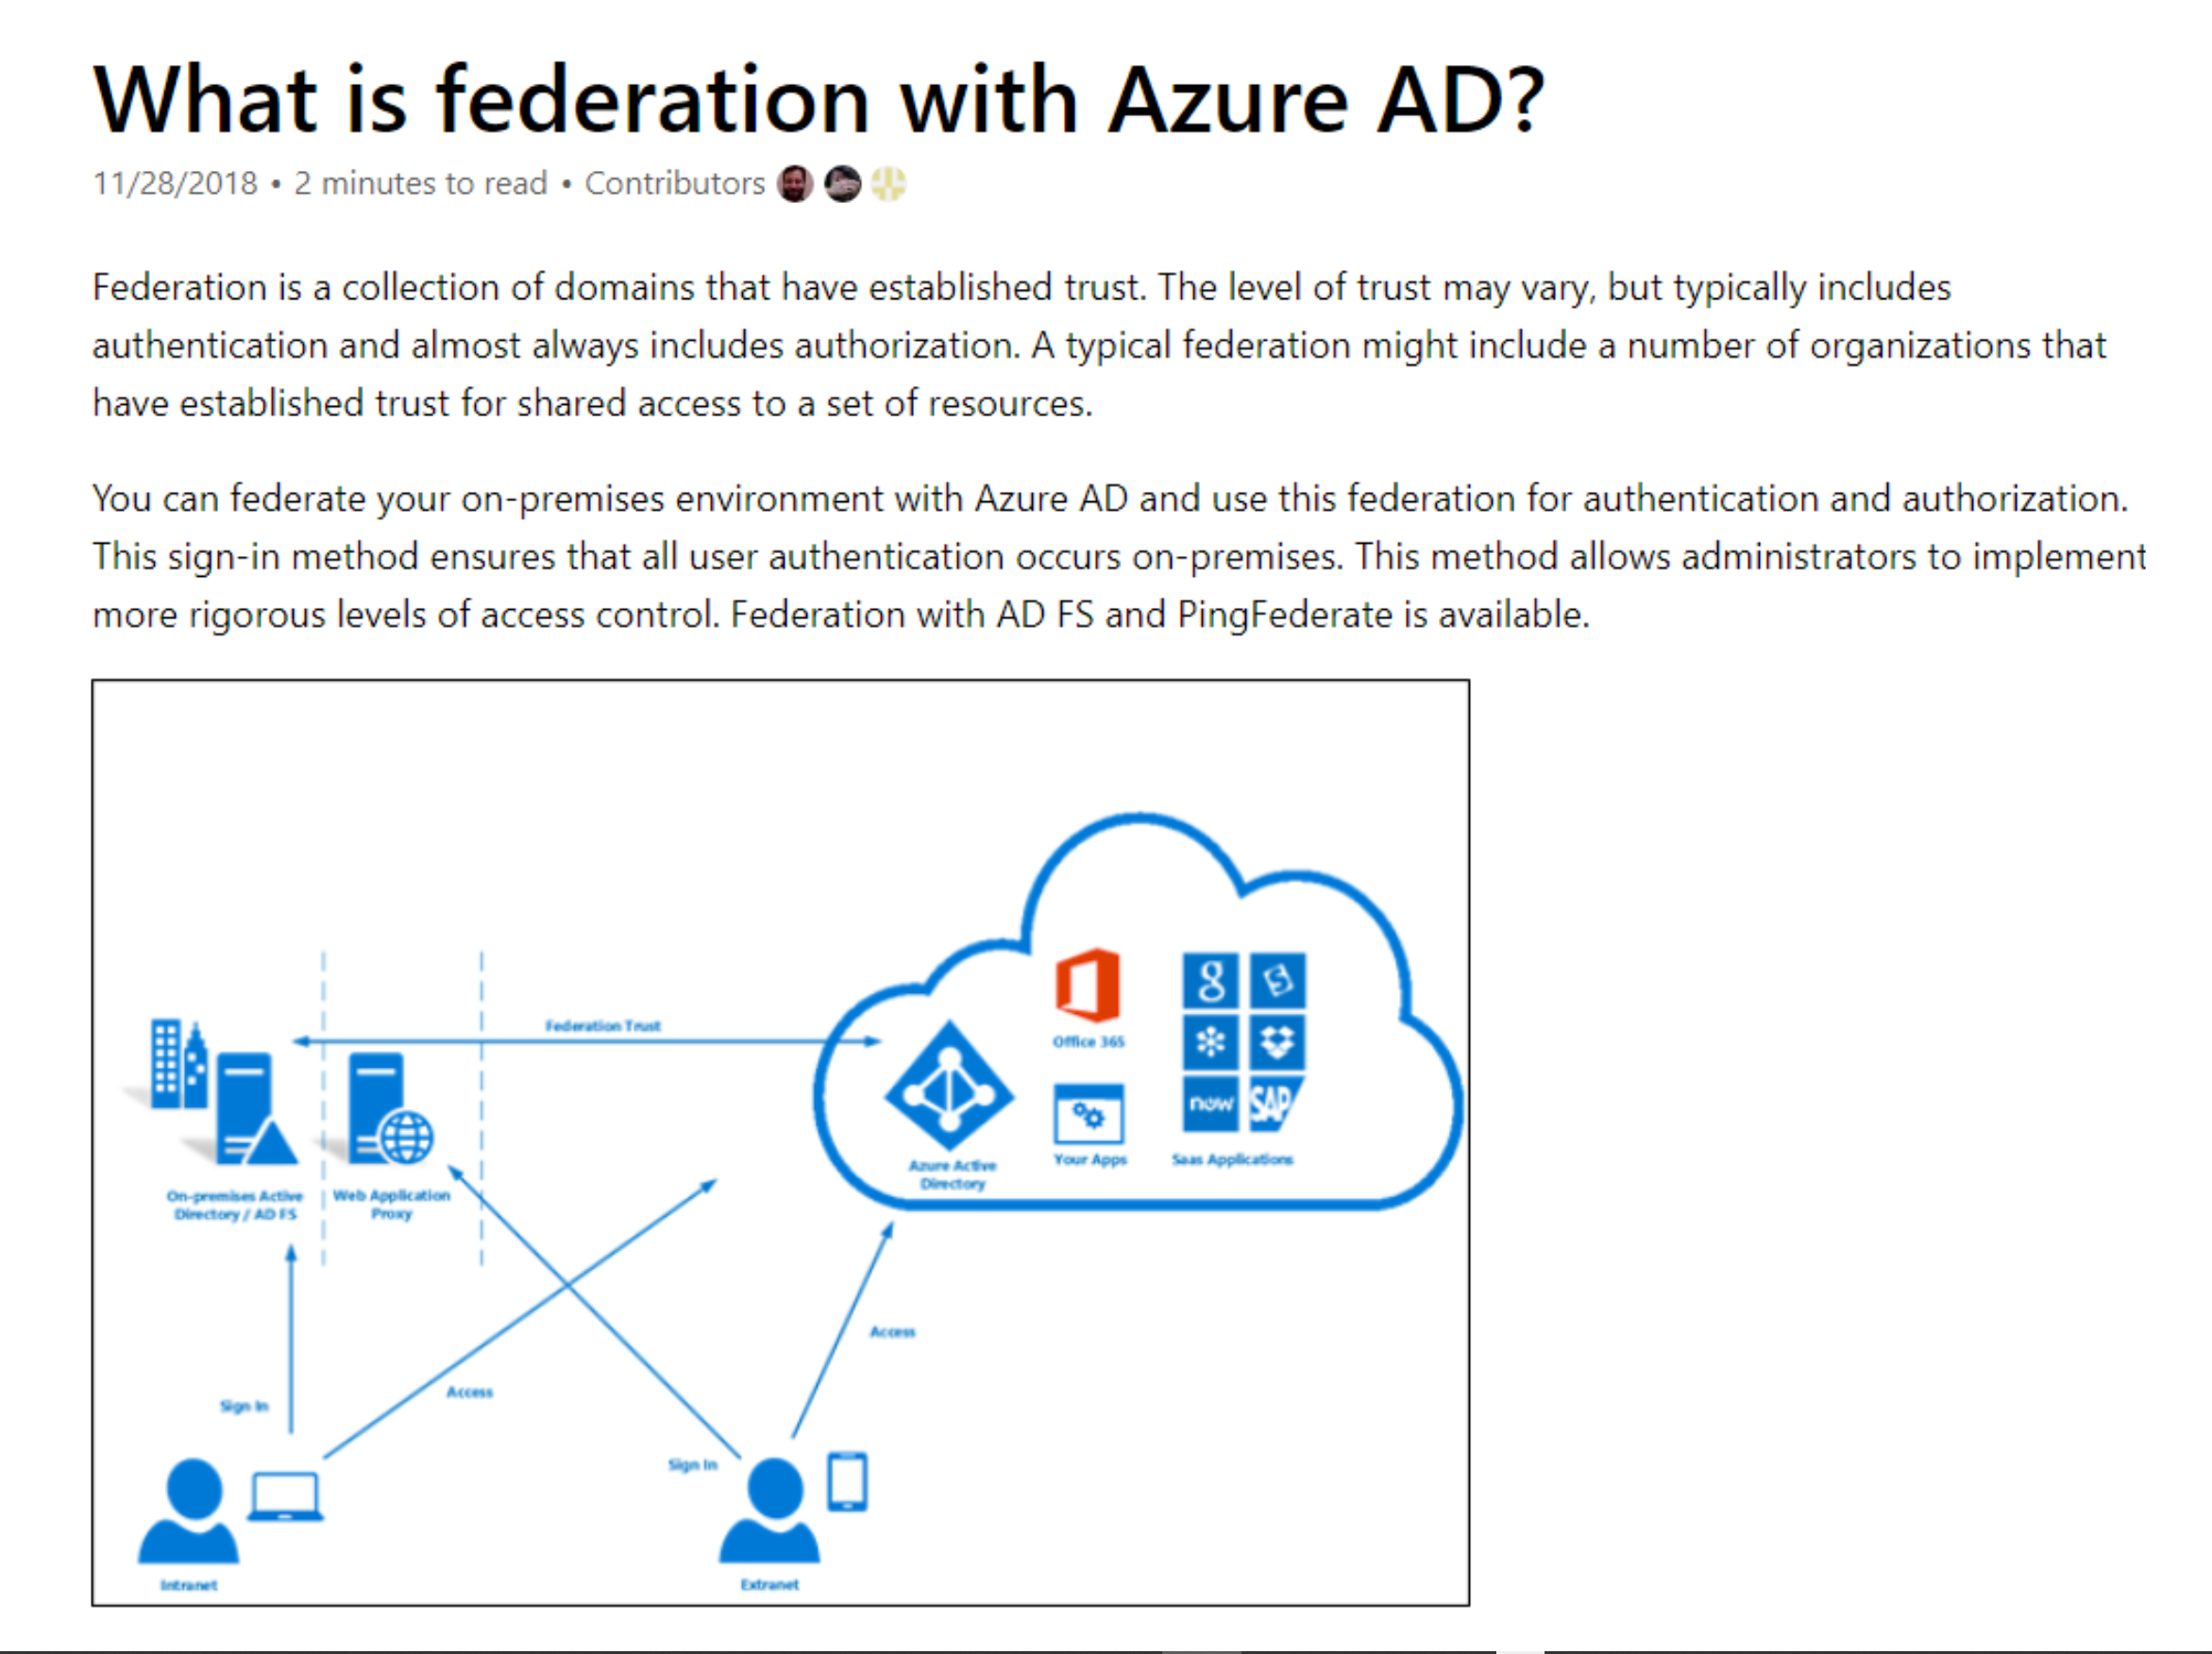 What is federation with Azure AD?
11/28/2018 • 2 minutes to read • Contributors
Federation is a collection of domains that have established trust. The level of trust may vary, but typically includes
authentication and almost always includes authorization. A typical federation might include a number of organizations that
have established trust for shared access to a set of resources.
You can federate your on-premises environment with Azure AD and use this federation for authentication and authorization.
This sign-in method ensures that all user authentication occurs on-premises. This method allows administrators to implement
more rigorous levels of access control. Federation with AD FS and PingFederate is available.
Federation Trust
On-premises Active
Directory / AD FS
Web Application
Proxy
Azure Active
Directory
Office 365
Your Apps
g
S
now
SAP
Saas Applications
Sign In
Access
Sign In
Access
Intranet
Extranet